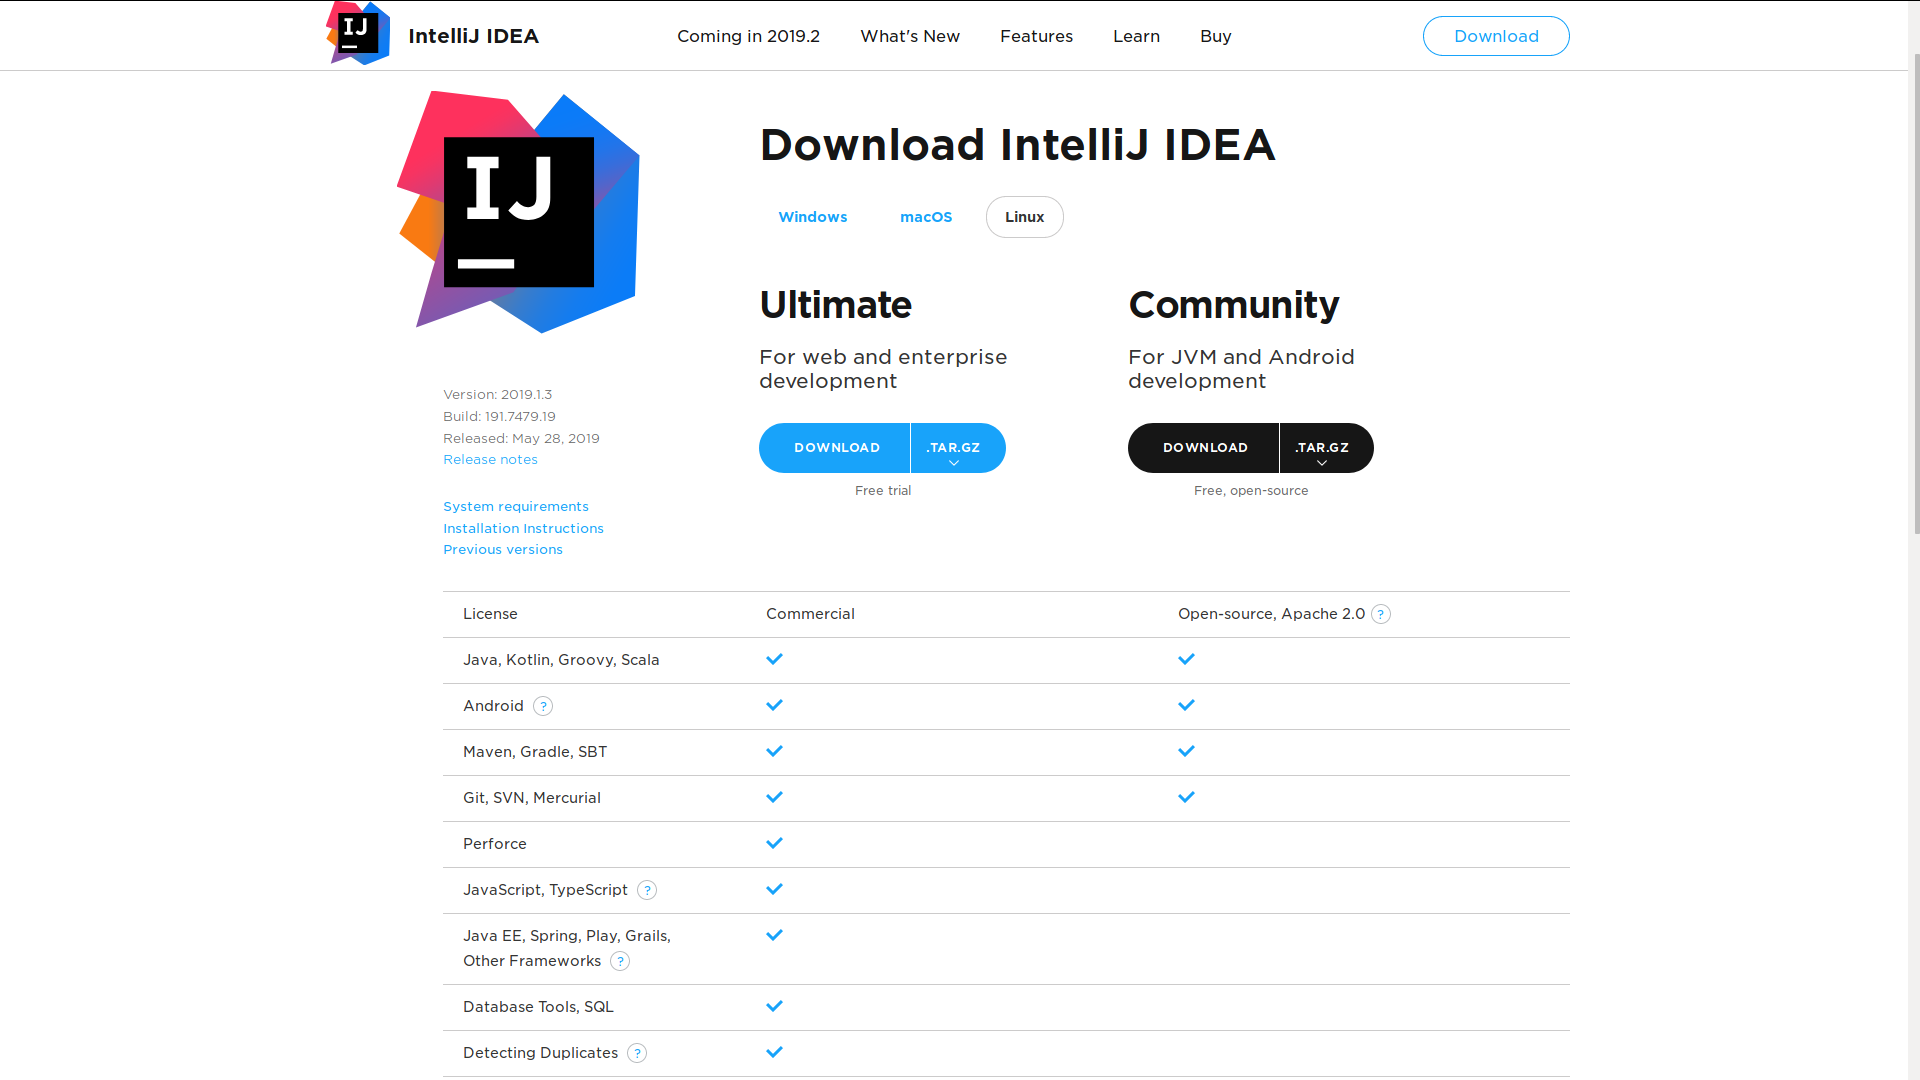 IJ
IntelliJ IDEA
Coming in 2019.2
What's New
Features
Learn
Buy
Download
IJ
Download IntelliJ IDEA
Windows
macOS
Linux
Ultimate
For web and enterprise
development
DOWNLOAD
.TAR.GZ
Free trial
Community
For JVM and Android
development
DOWNLOAD
.TAR.GZ
Free, open-source
Version: 2019.1.3
Build: 191.7479.19
Released: May 28, 2019
Release notes
System requirements
Installation Instructions
Previous versions
License Commercial Open-source, Apache 2.0 ?
Java, Kotlin, Groovy, Scala
Android ?
Maven, Gradle, SBT
Git, SVN, Mercurial
Perforce
JavaScript, TypeScript ?
Java EE, Spring, Play, Grails,
Other Frameworks ?
Database Tools, SQL
Detecting Duplicates ?